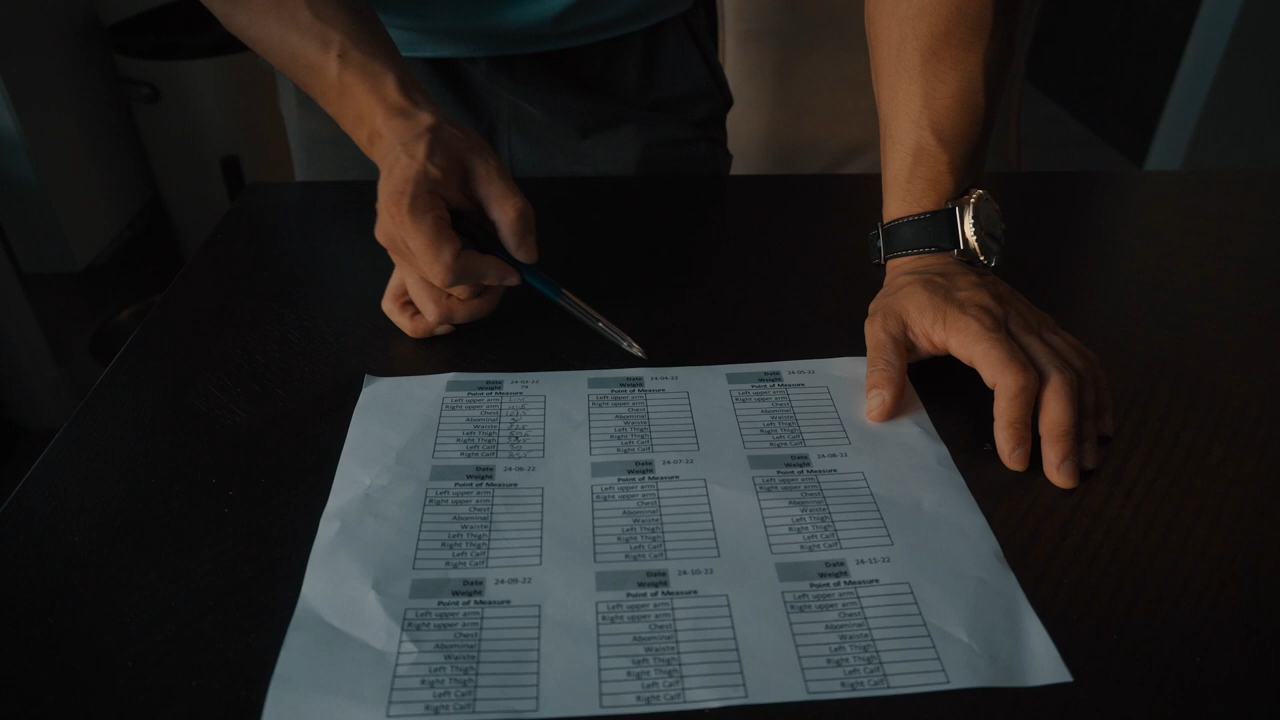 Date 24-03-22
Weight 79
Point of Measure
Left upper arm
Right upper arm
Chest
Abominal
Waiste
Left Thigh
Right Thigh
Left Calf
Right Calf
Date 24-04-22
Weight
Point of Measure
Left upper arm
Right upper arm
Chest
Abominal
Waiste
Left Thigh
Right Thigh
Left Calf
Right Calf
Date 24-05-22
Weight
Point of Measure
Left upper arm
Right upper arm
Chest
Abominal
Waiste
Left Thigh
Right Thigh
Left Calf
Right Calf
Date 24-06-22
Weight
Point of Measure
Left upper arm
Right upper arm
Chest
Abominal
Waiste
Left Thigh
Right Thigh
Left Calf
Right Calf
Date 24-07-22
Weight
Point of Measure
Left upper arm
Right upper arm
Chest
Abominal
Waiste
Left Thigh
Right Thigh
Left Calf
Right Calf
Date 24-08-22
Weight
Point of Measure
Left upper arm
Right upper arm
Chest
Abominal
Waiste
Left Thigh
Right Thigh
Left Calf
Right Calf
Date 24-09-22
Weight
Point of Measure
Left upper arm
Right upper arm
Chest
Abominal
Waiste
Left Thigh
Right Thigh
Left Calf
Right Calf
Date 24-10-22
Weight
Point of Measure
Left upper arm
Right upper arm
Chest
Abominal
Waiste
Left Thigh
Right Thigh
Left Calf
Right Calf
Date 24-11-22
Weight
Point of Measure
Left upper arm
Right upper arm
Chest
Abominal
Waiste
Left Thigh
Right Thigh
Left Calf
Right Calf